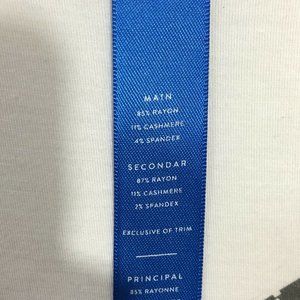 MAIN
85% RAYON
11% CASHMERE
4% SPANDEX
SECONDAR
87% RAYON
11% CASHMERE
2% SPANDEX
EXCLUSIVE OF TRIM
PRINCIPAL
85% RAYONNE